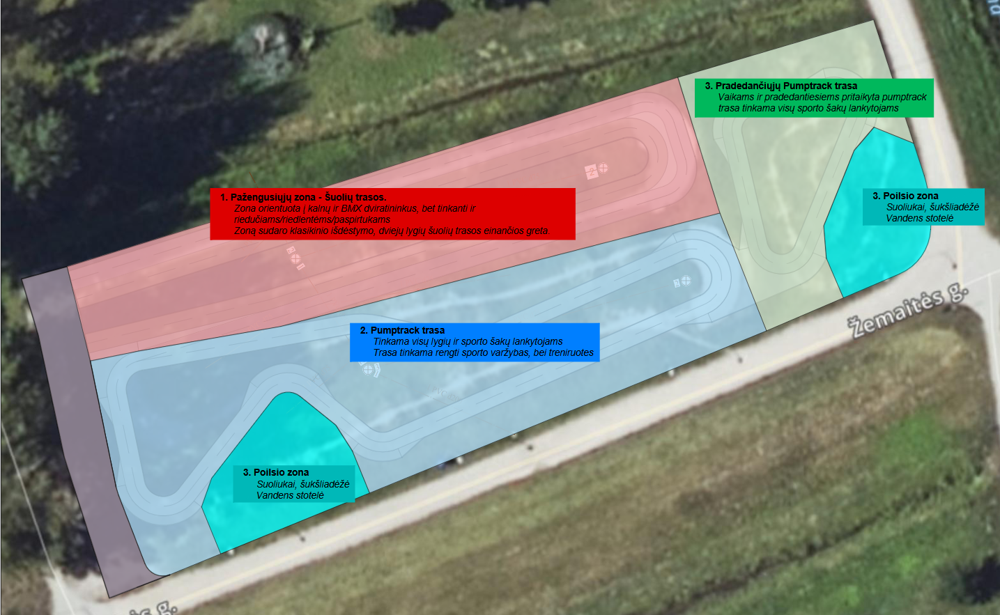 3. Pradedančiųjų Pumptrack trasa
Vaikams ir pradedantiesiems pritaikyta pumptrack
trasa tinkama visų sporto šakų lankytojams
1. Pažengusiųjų zona - Šuolių trasos.
Zona orientuota į kalnų ir BMX dviratininkus, bet tinkanti ir
riedučiams/riedlentėms/paspirtukams
Zoną sudaro klasikinio išdėstymo, dviejų lygių šuolių trasos einančios greta
3. Poilsio zona
Suoliukai, šukšliadėžė
Vandens stotelė
2. Pumptrack trasa
Tinkama visų lygių ir sporto šakų lankytojams
Trasa tinkama rengti sporto varžybas, bei treniruotes
Žemaitės g.
3. Poilsio zona
Suoliukai, šukšliadėžė
Vandens stotelė
ės g.